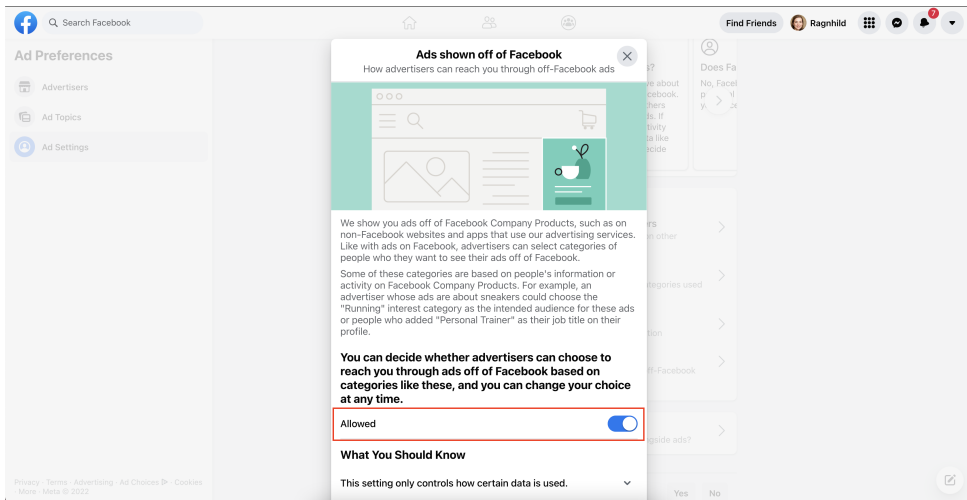 Search Facebook
Find Friends
Ragnhild
7
Ad Preferences
Advertisers
Ad Topics
Ad Settings
Ads shown off of Facebook
How advertisers can reach you through off-Facebook ads
We show you ads off of Facebook Company Products, such as on
non-Facebook websites and apps that use our advertising services.
Like with ads on Facebook, advertisers can select categories of
people who they want to see their ads off of Facebook.
Some of these categories are based on people's information or
activity on Facebook Company Products. For example, an
advertiser whose ads are about sneakers could choose the
"Running" interest category as the intended audience for these ads
or people who added "Personal Trainer" as their job title on their
profile.
You can decide whether advertisers can choose to
reach you through ads off of Facebook based on
categories like these, and you can change your choice
at any time.
Allowed
What You Should Know
This setting only controls how certain data is used.
Does Fa
No, Facel
on other
ategories used
ff-Facebook
ngside ads?
Yes No
Privacy · Terms · Advertising · Ad Choices · Cookies
· More · Meta © 2022